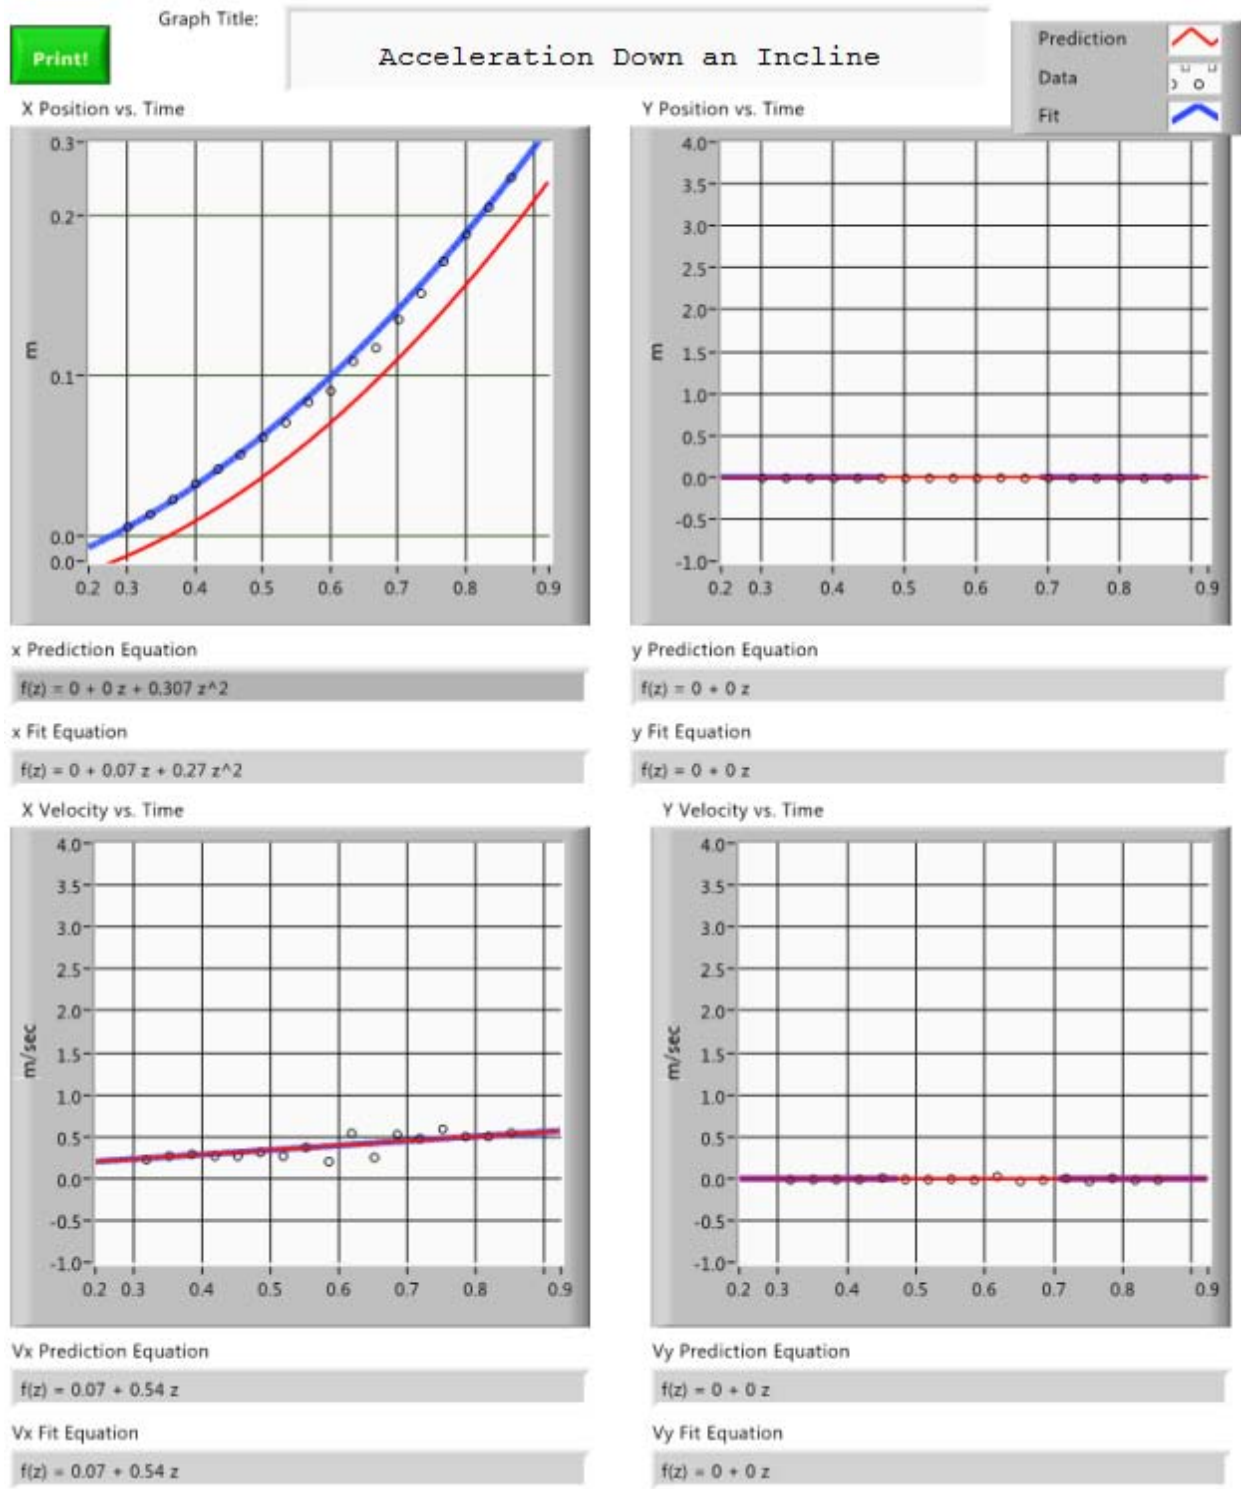 Graph Title:
Print!
Acceleration Down an Incline
Prediction
Data
Fit
X Position vs. Time
0.3
0.2
0.1
0.0
0.0
m
0.2 0.3 0.4 0.5 0.6 0.7 0.8 0.9
Y Position vs. Time
4.0
3.5
3.0
2.5
2.0
1.5
1.0
0.5
0.0
-0.5
-1.0
m
0.2 0.3 0.4 0.5 0.6 0.7 0.8 0.9
x Prediction Equation
f(z) = 0 + 0 z + 0.307 z^2
x Fit Equation
f(z) = 0 + 0.07 z + 0.27 z^2
y Prediction Equation
f(z) = 0 + 0 z
y Fit Equation
f(z) = 0 + 0 z
X Velocity vs. Time
4.0
3.5
3.0
2.5
2.0
1.5
1.0
0.5
0.0
-0.5
-1.0
m/sec
0.2 0.3 0.4 0.5 0.6 0.7 0.8 0.9
Y Velocity vs. Time
4.0
3.5
3.0
2.5
2.0
1.5
1.0
0.5
0.0
-0.5
-1.0
m/sec
0.2 0.3 0.4 0.5 0.6 0.7 0.8 0.9
Vx Prediction Equation
f(z) = 0.07 + 0.54 z
Vx Fit Equation
f(z) = 0.07 + 0.54 z
Vy Prediction Equation
f(z) = 0 + 0 z
Vy Fit Equation
f(z) = 0 + 0 z